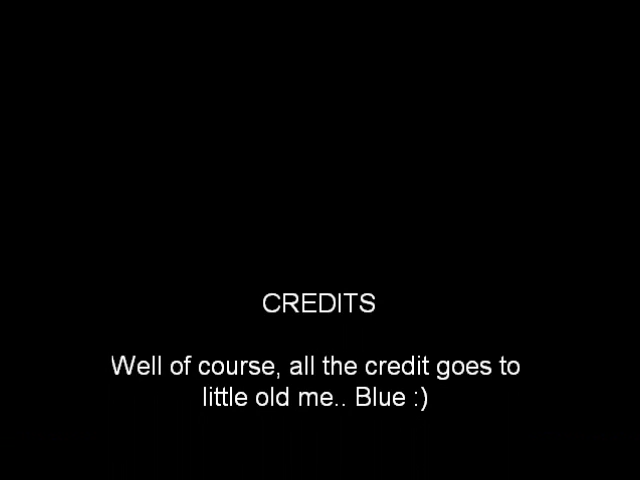 CREDITS
Well of course, all the credit goes to
little old me.. Blue :)